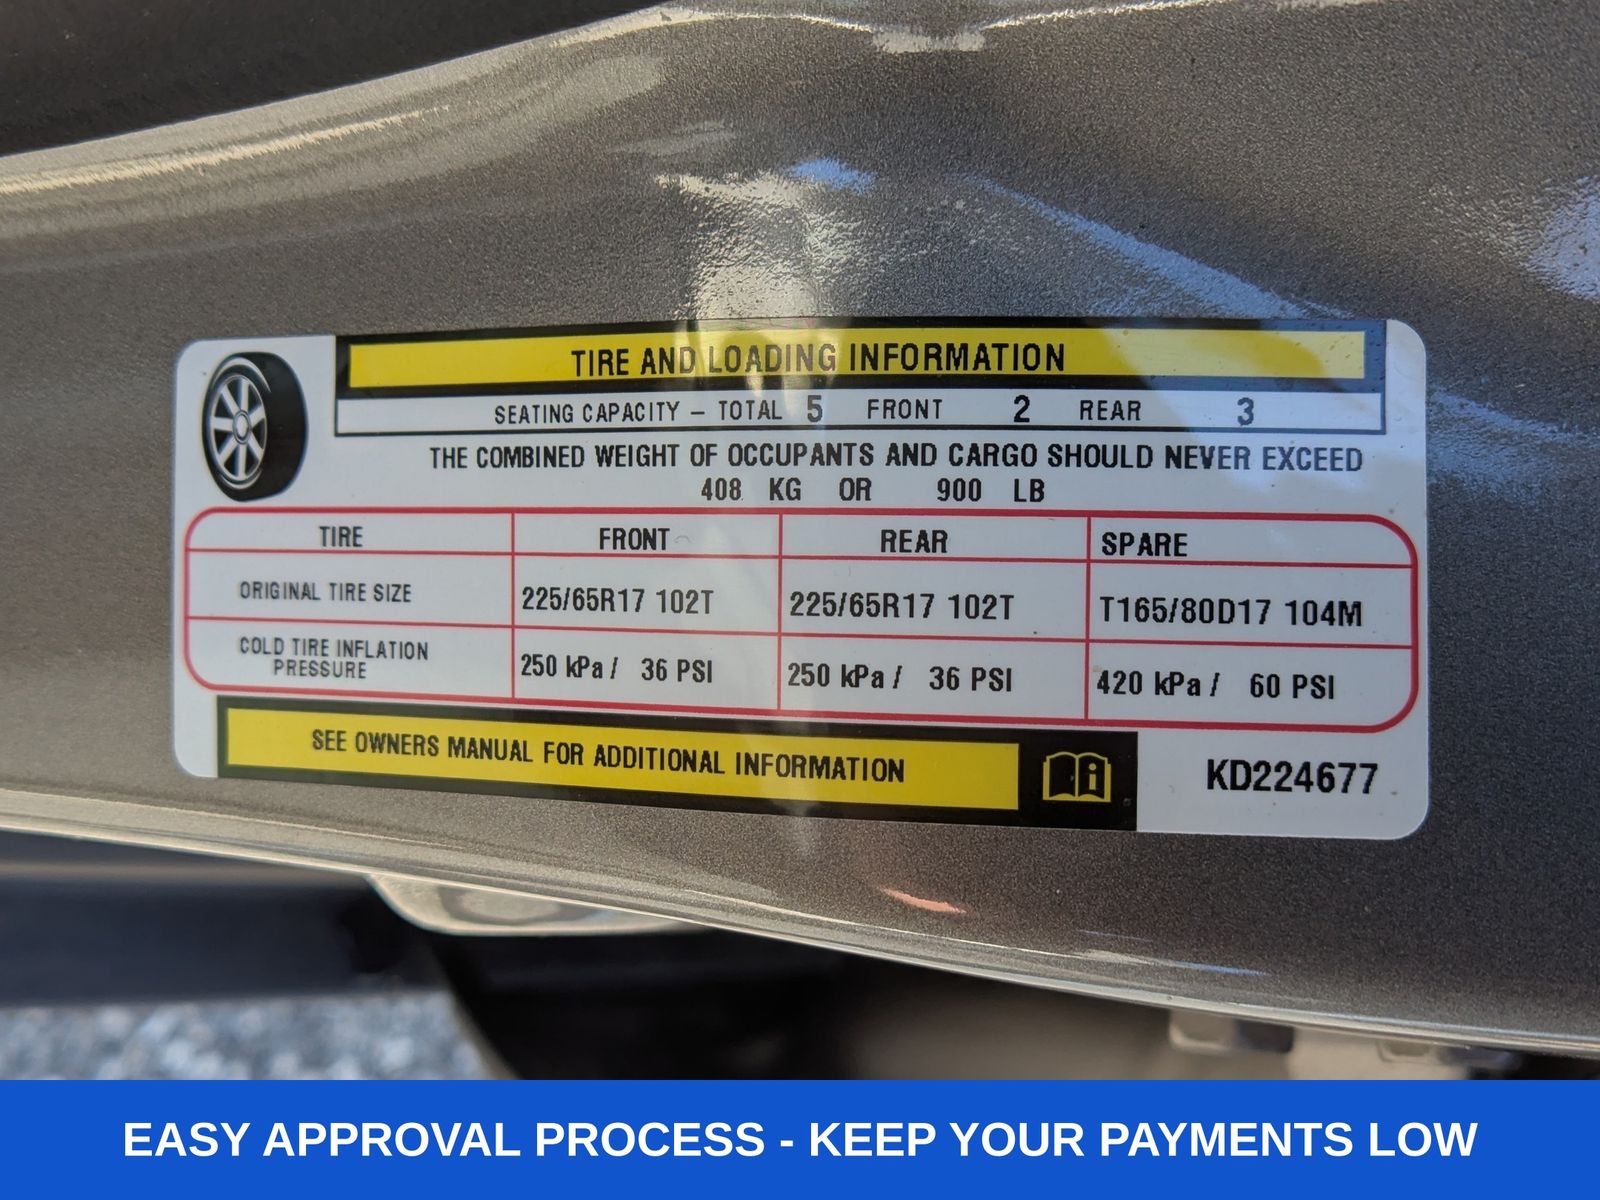 TIRE AND LOADING INFORMATION
SEATING CAPACITY – TOTAL 5 FRONT 2 REAR 3
THE COMBINED WEIGHT OF OCCUPANTS AND CARGO SHOULD NEVER EXCEED
408 KG OR 900 LB
TIRE FRONT REAR SPARE
ORIGINAL TIRE SIZE 225/65R17 102T 225/65R17 102T T165/80D17 104M
COLD TIRE INFLATION
PRESSURE 250 kPa / 36 PSI 250 kPa / 36 PSI 420 kPa / 60 PSI
SEE OWNERS MANUAL FOR ADDITIONAL INFORMATION
KD224677
EASY APPROVAL PROCESS - KEEP YOUR PAYMENTS LOW